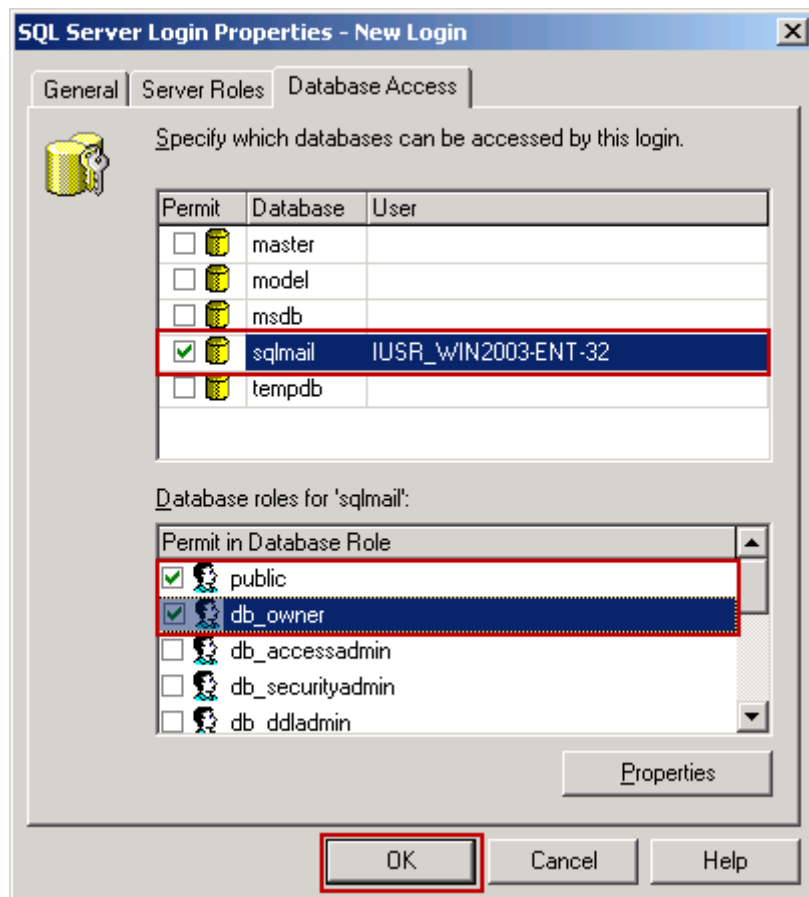 SQL Server Login Properties - New Login
General Server Roles Database Access
Specify which databases can be accessed by this login.
Permit Database User
master
model
msdb
sqlmail IUSR_WIN2003-ENT-32
tempdb
Database roles for 'sqlmail':
Permit in Database Role
public
db_owner
db_accessadmin
db_securityadmin
db_ddladmin
Properties
OK Cancel Help